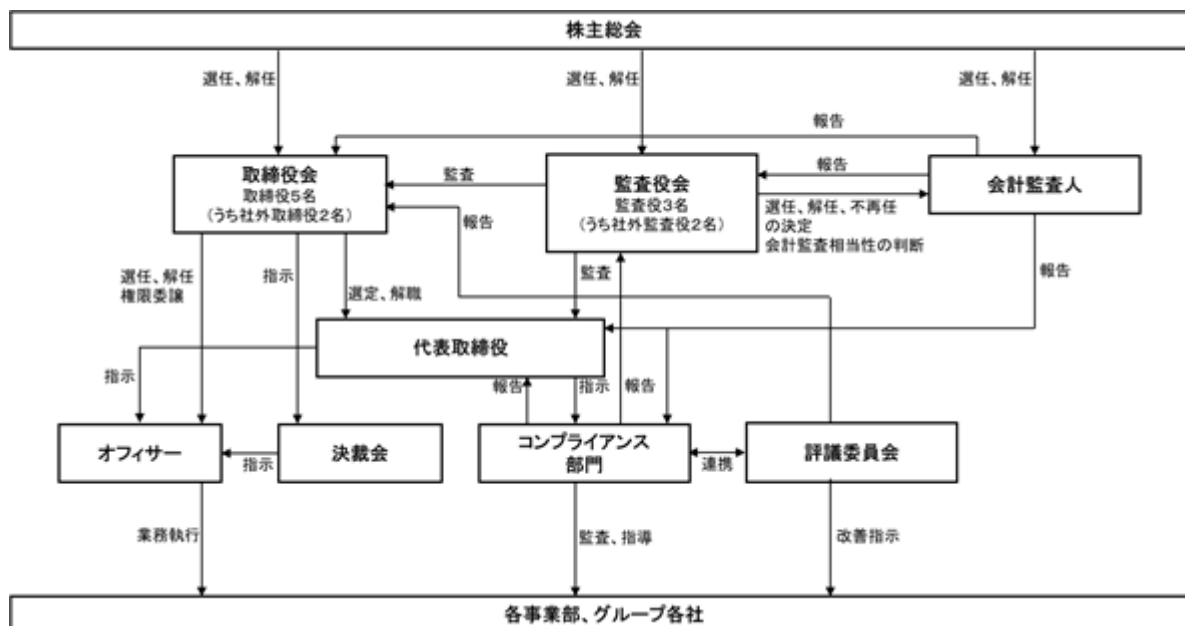 株主総会
選任、解任
選任、解任
選任、解任
報告
取締役会
取締役5名
(うち社外取締役2名)
監査
監査役会
監査役3名
(うち社外監査役2名)
報告
会計監査人
報告
選任、解任、不再任
の決定
会計監査相当性の判断
選任、解任
権限委譲
指示
選定、解職
監査
報告
代表取締役
指示
報告
指示
報告
オフィサー
指示
決裁会
コンプライアンス
部門
連携
評議委員会
業務執行
監査、指導
改善指示
各事業部、グループ各社